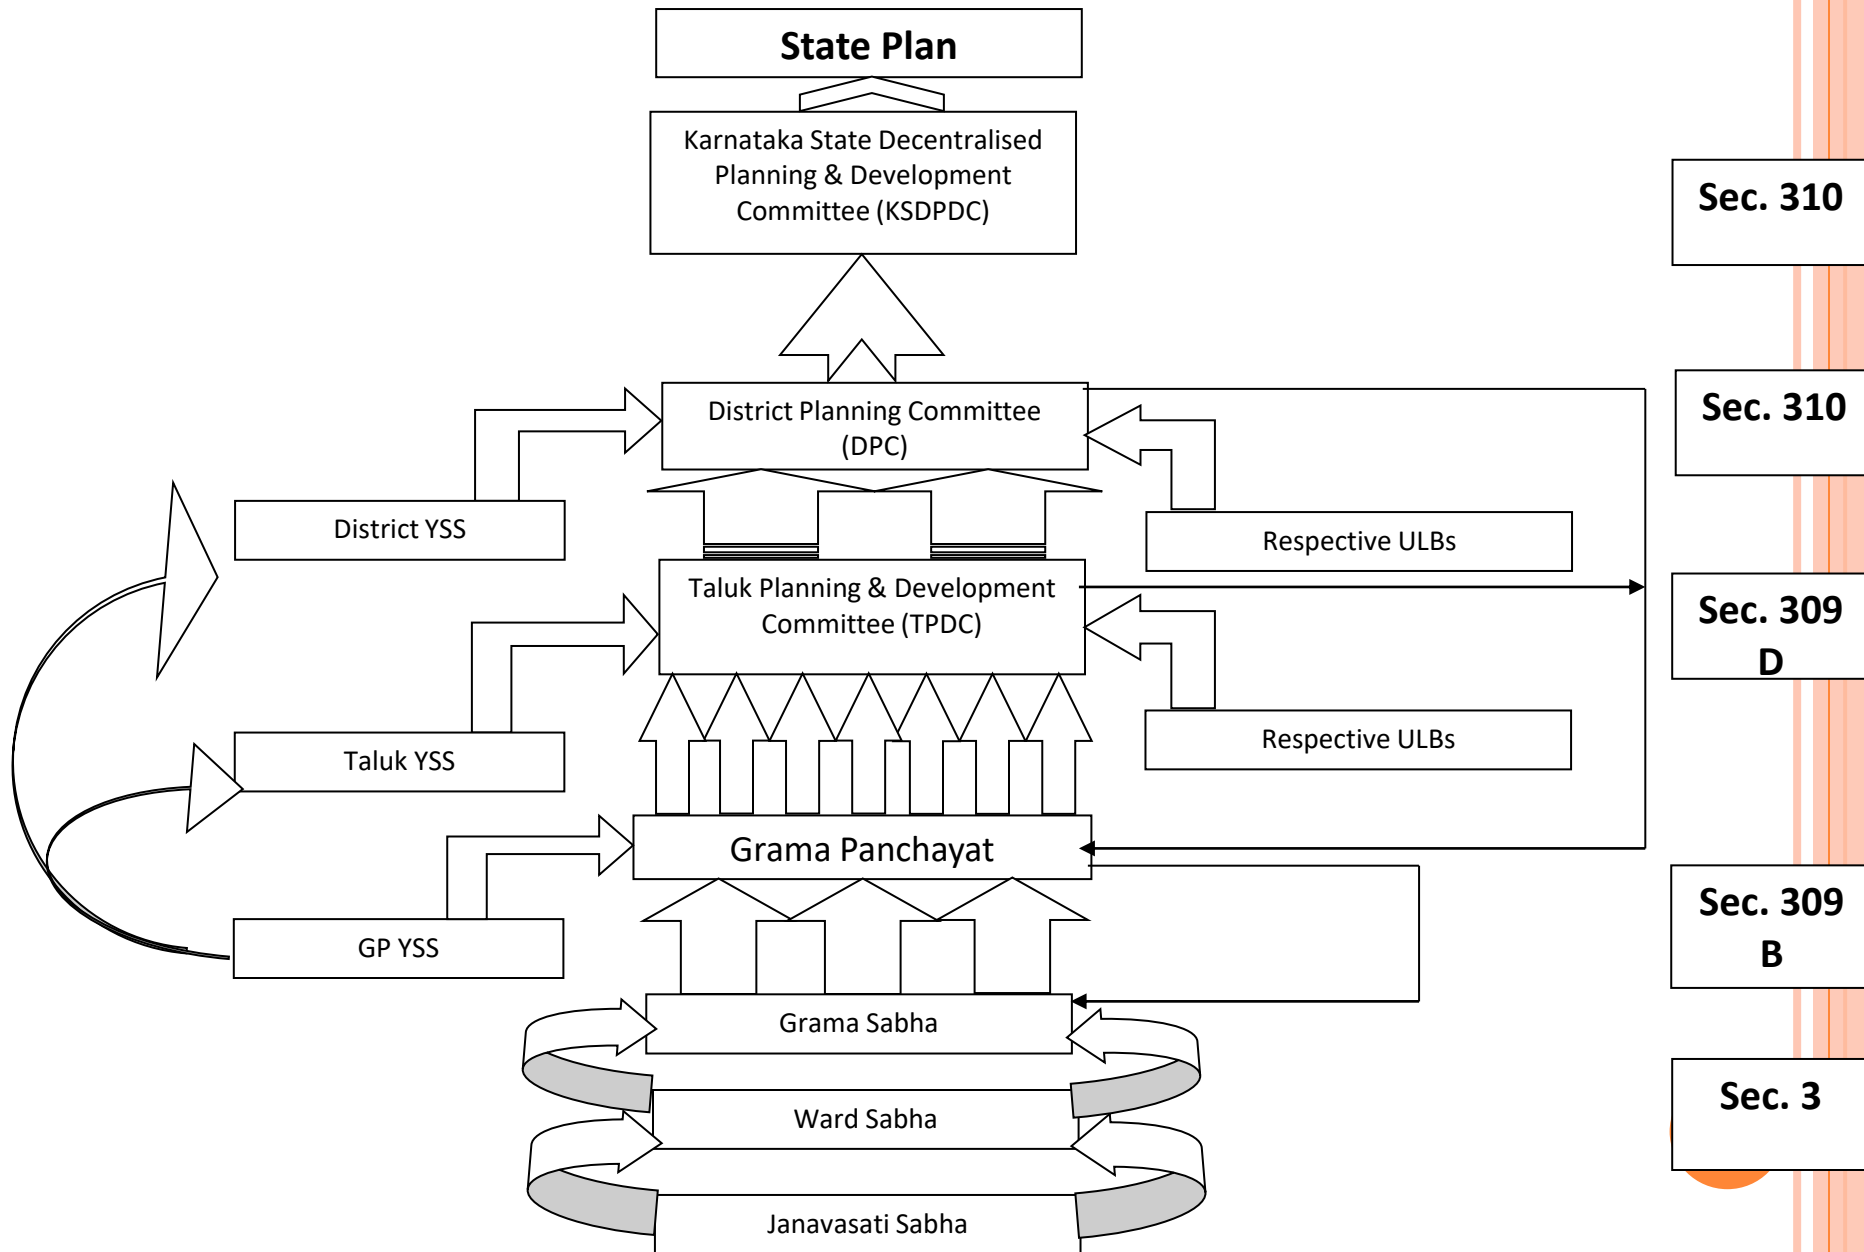 State Plan
Karnataka State Decentralised
Planning & Development
Committee (KSDPDC)
Sec. 310
District Planning Committee
(DPC)
Sec. 310
District YSS
Respective ULBs
Taluk Planning & Development
Committee (TPDC)
Sec. 309
D
Taluk YSS
Respective ULBs
Grama Panchayat
Sec. 309
B
GP YSS
Grama Sabha
Ward Sabha
Sec. 3
Janavasati Sabha